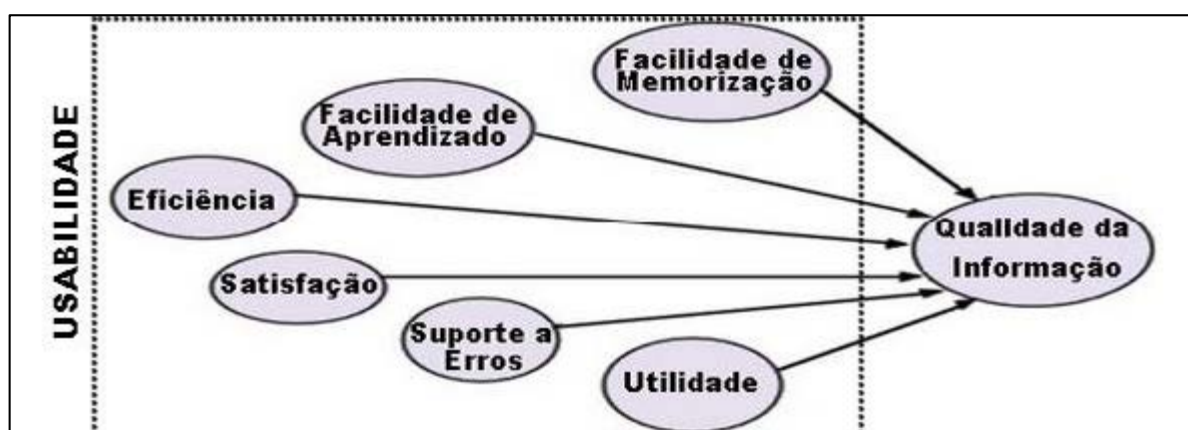 USABILIDADE
Facilidade de
Memorização
Facilidade de
Aprendizado
Eficiência
Satisfação
Suporte a
Erros
Utilidade
Qualidade da
Informação